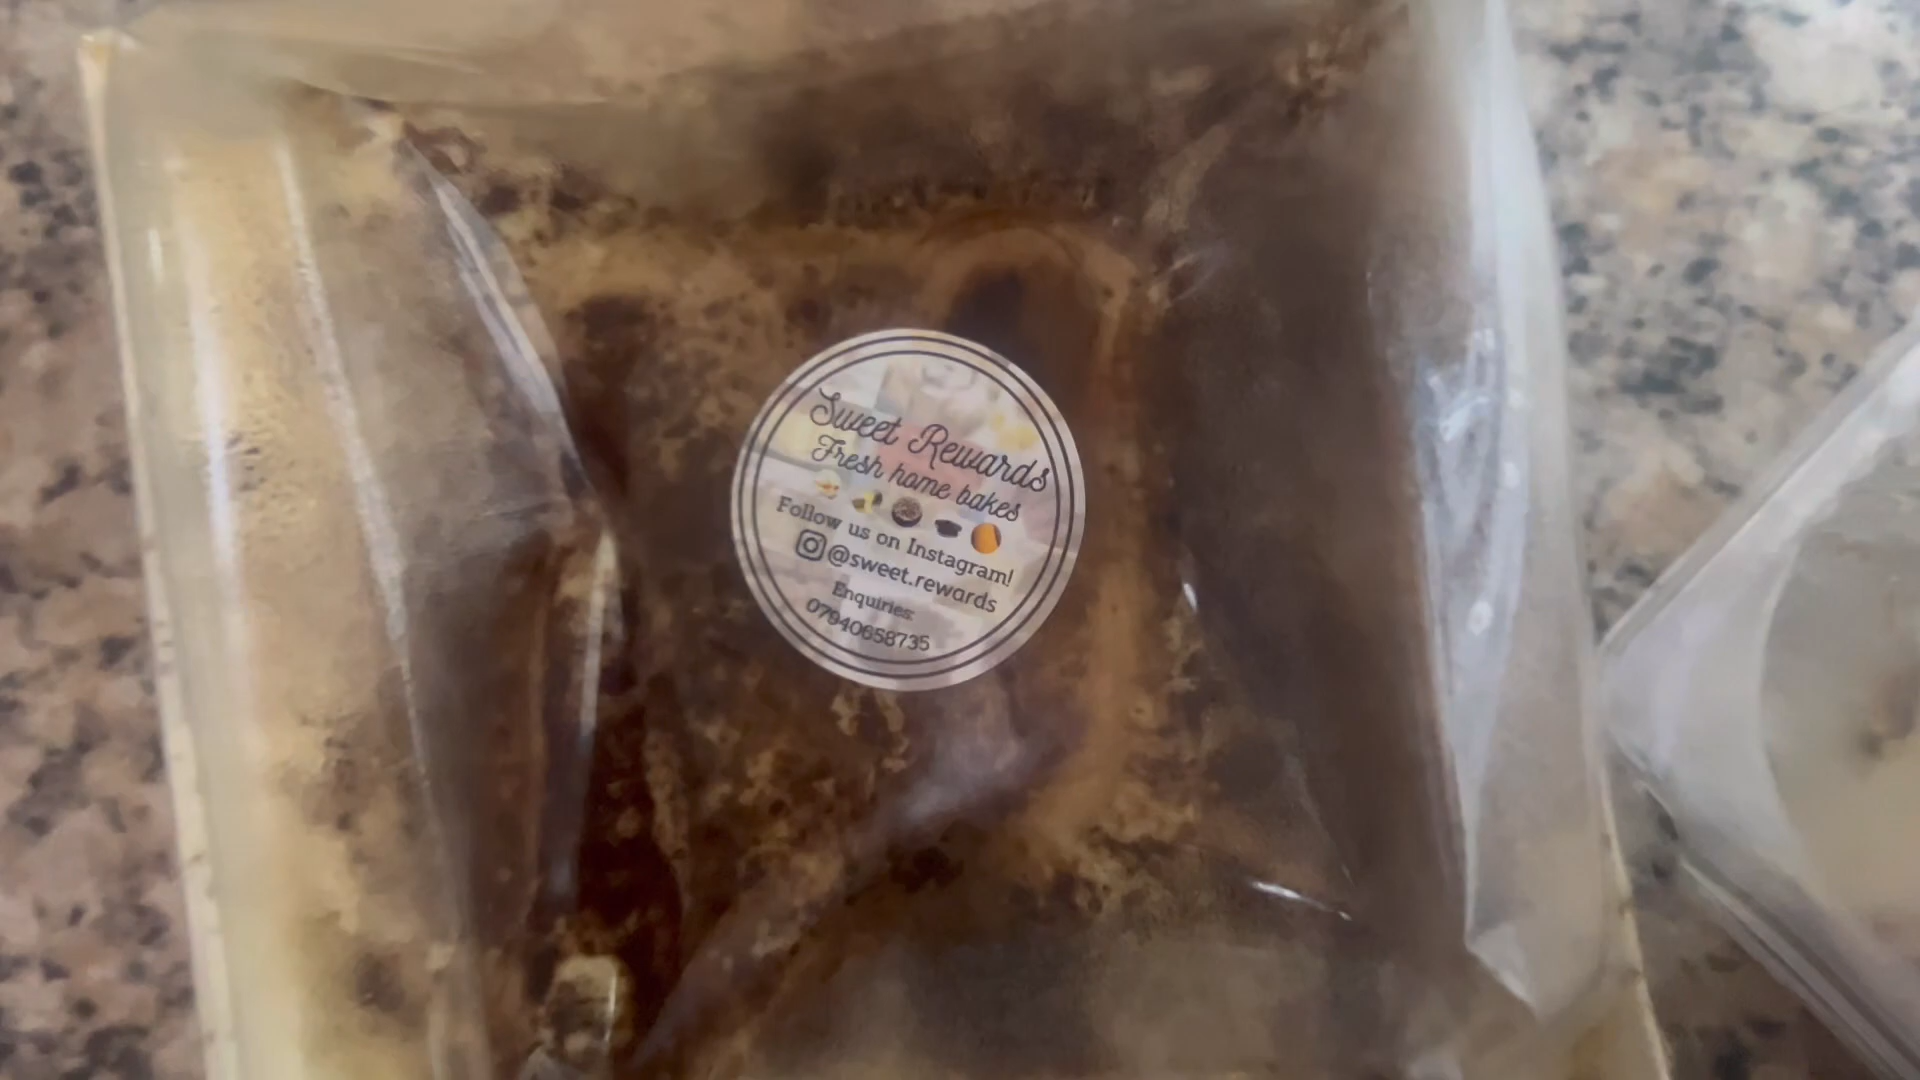 Sweet Rewards
Fresh home bakes
Follow us on Instagram!
@sweet.rewards
Enquiries:
07940658735